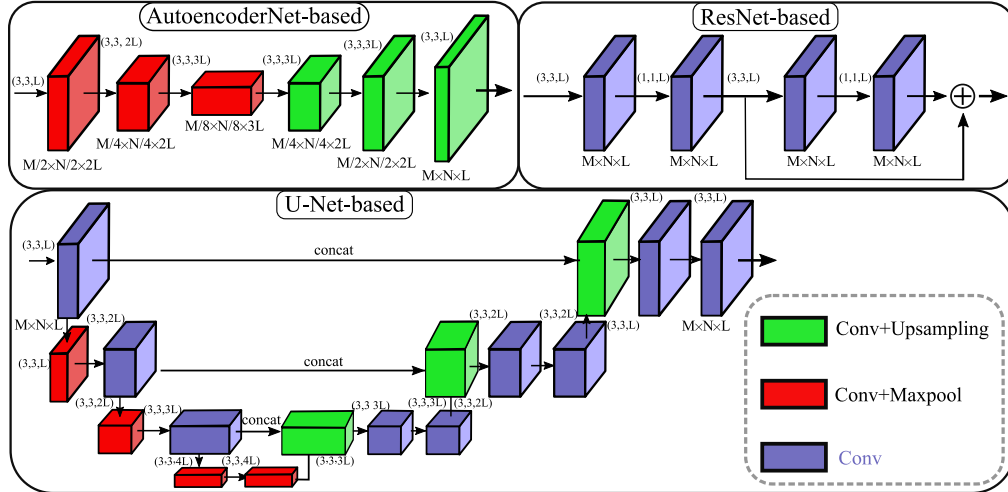 AutoencoderNet-based
(3,3,L)
(3,3, 2L)
(3,3,3L)
(3,3,3L)
(3,3,3L)
(3,3,L)
M/2×N/2×2L
M/4×N/4×2L
M/8×N/8×3L
M/4×N/4×2L
M/2×N/2×2L
M×N×L
ResNet-based
(3,3,L)
(1,1,L)
(3,3,L)
(1,1,L)
M×N×L
M×N×L
M×N×L
M×N×L
U-Net-based
(3,3,L)
concat
(3,3,L)
(3,3,L)
M×N×L
(3,3,2L)
(3,3,2L)
(3,3,2L)
(3,3,L)
M×N×L
(3,3,L)
concat
(3,3,2L)
(3,3,3L)
concat
(3,3 3L)
(3,3,3L)
(3,3,2L)
(3,3,4L)
(3,3,4L)
(3,3,3L)
Conv+Upsampling
Conv+Maxpool
Conv